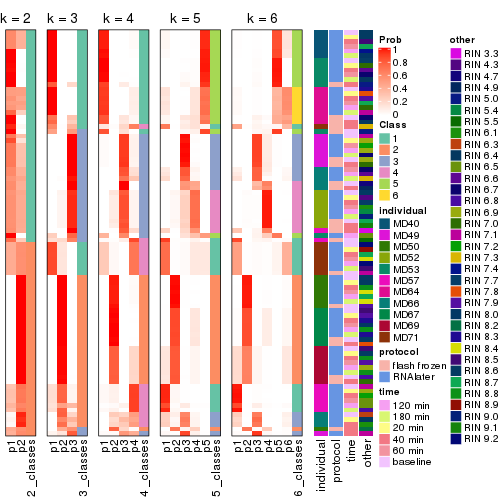 k = 2
k = 3
k = 4
k = 5
k = 6
Prob
1
0.8
0.6
0.4
0.2
0
Class
1
2
3
4
5
6
individual
MD40
MD49
MD50
MD52
MD53
MD57
MD64
MD66
MD67
MD69
MD71
protocol
flash frozen
RNAlater
time
120 min
180 min
20 min
40 min
60 min
baseline
other
RIN 3.3
RIN 4.3
RIN 4.7
RIN 4.9
RIN 5.0
RIN 5.4
RIN 5.5
RIN 6.1
RIN 6.3
RIN 6.4
RIN 6.5
RIN 6.6
RIN 6.7
RIN 6.8
RIN 6.9
RIN 7.0
RIN 7.1
RIN 7.2
RIN 7.3
RIN 7.4
RIN 7.7
RIN 7.8
RIN 7.9
RIN 8.0
RIN 8.2
RIN 8.3
RIN 8.4
RIN 8.5
RIN 8.6
RIN 8.7
RIN 8.8
RIN 8.9
RIN 9.0
RIN 9.1
RIN 9.2
p1
p2
2_classes
p1
p2
p3
3_classes
p1
p2
p3
p4
4_classes
p1
p2
p3
p4
p5
5_classes
p1
p2
p3
p4
p5
p6
6_classes
individual
protocol
time
other